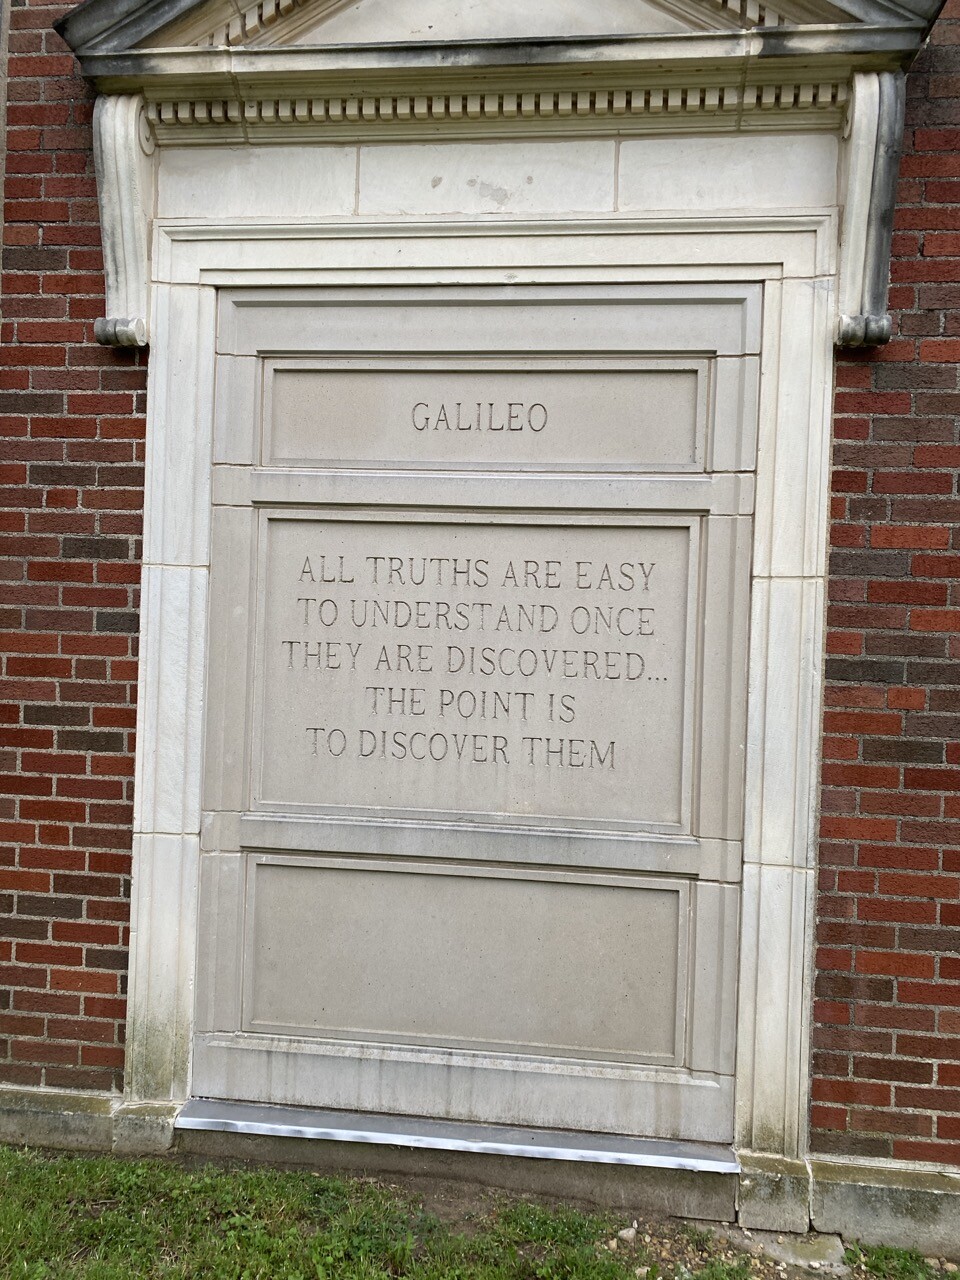 GALILEO
ALL TRUTHS ARE EASY
TO UNDERSTAND ONCE
THEY ARE DISCOVERED...
THE POINT IS
TO DISCOVER THEM